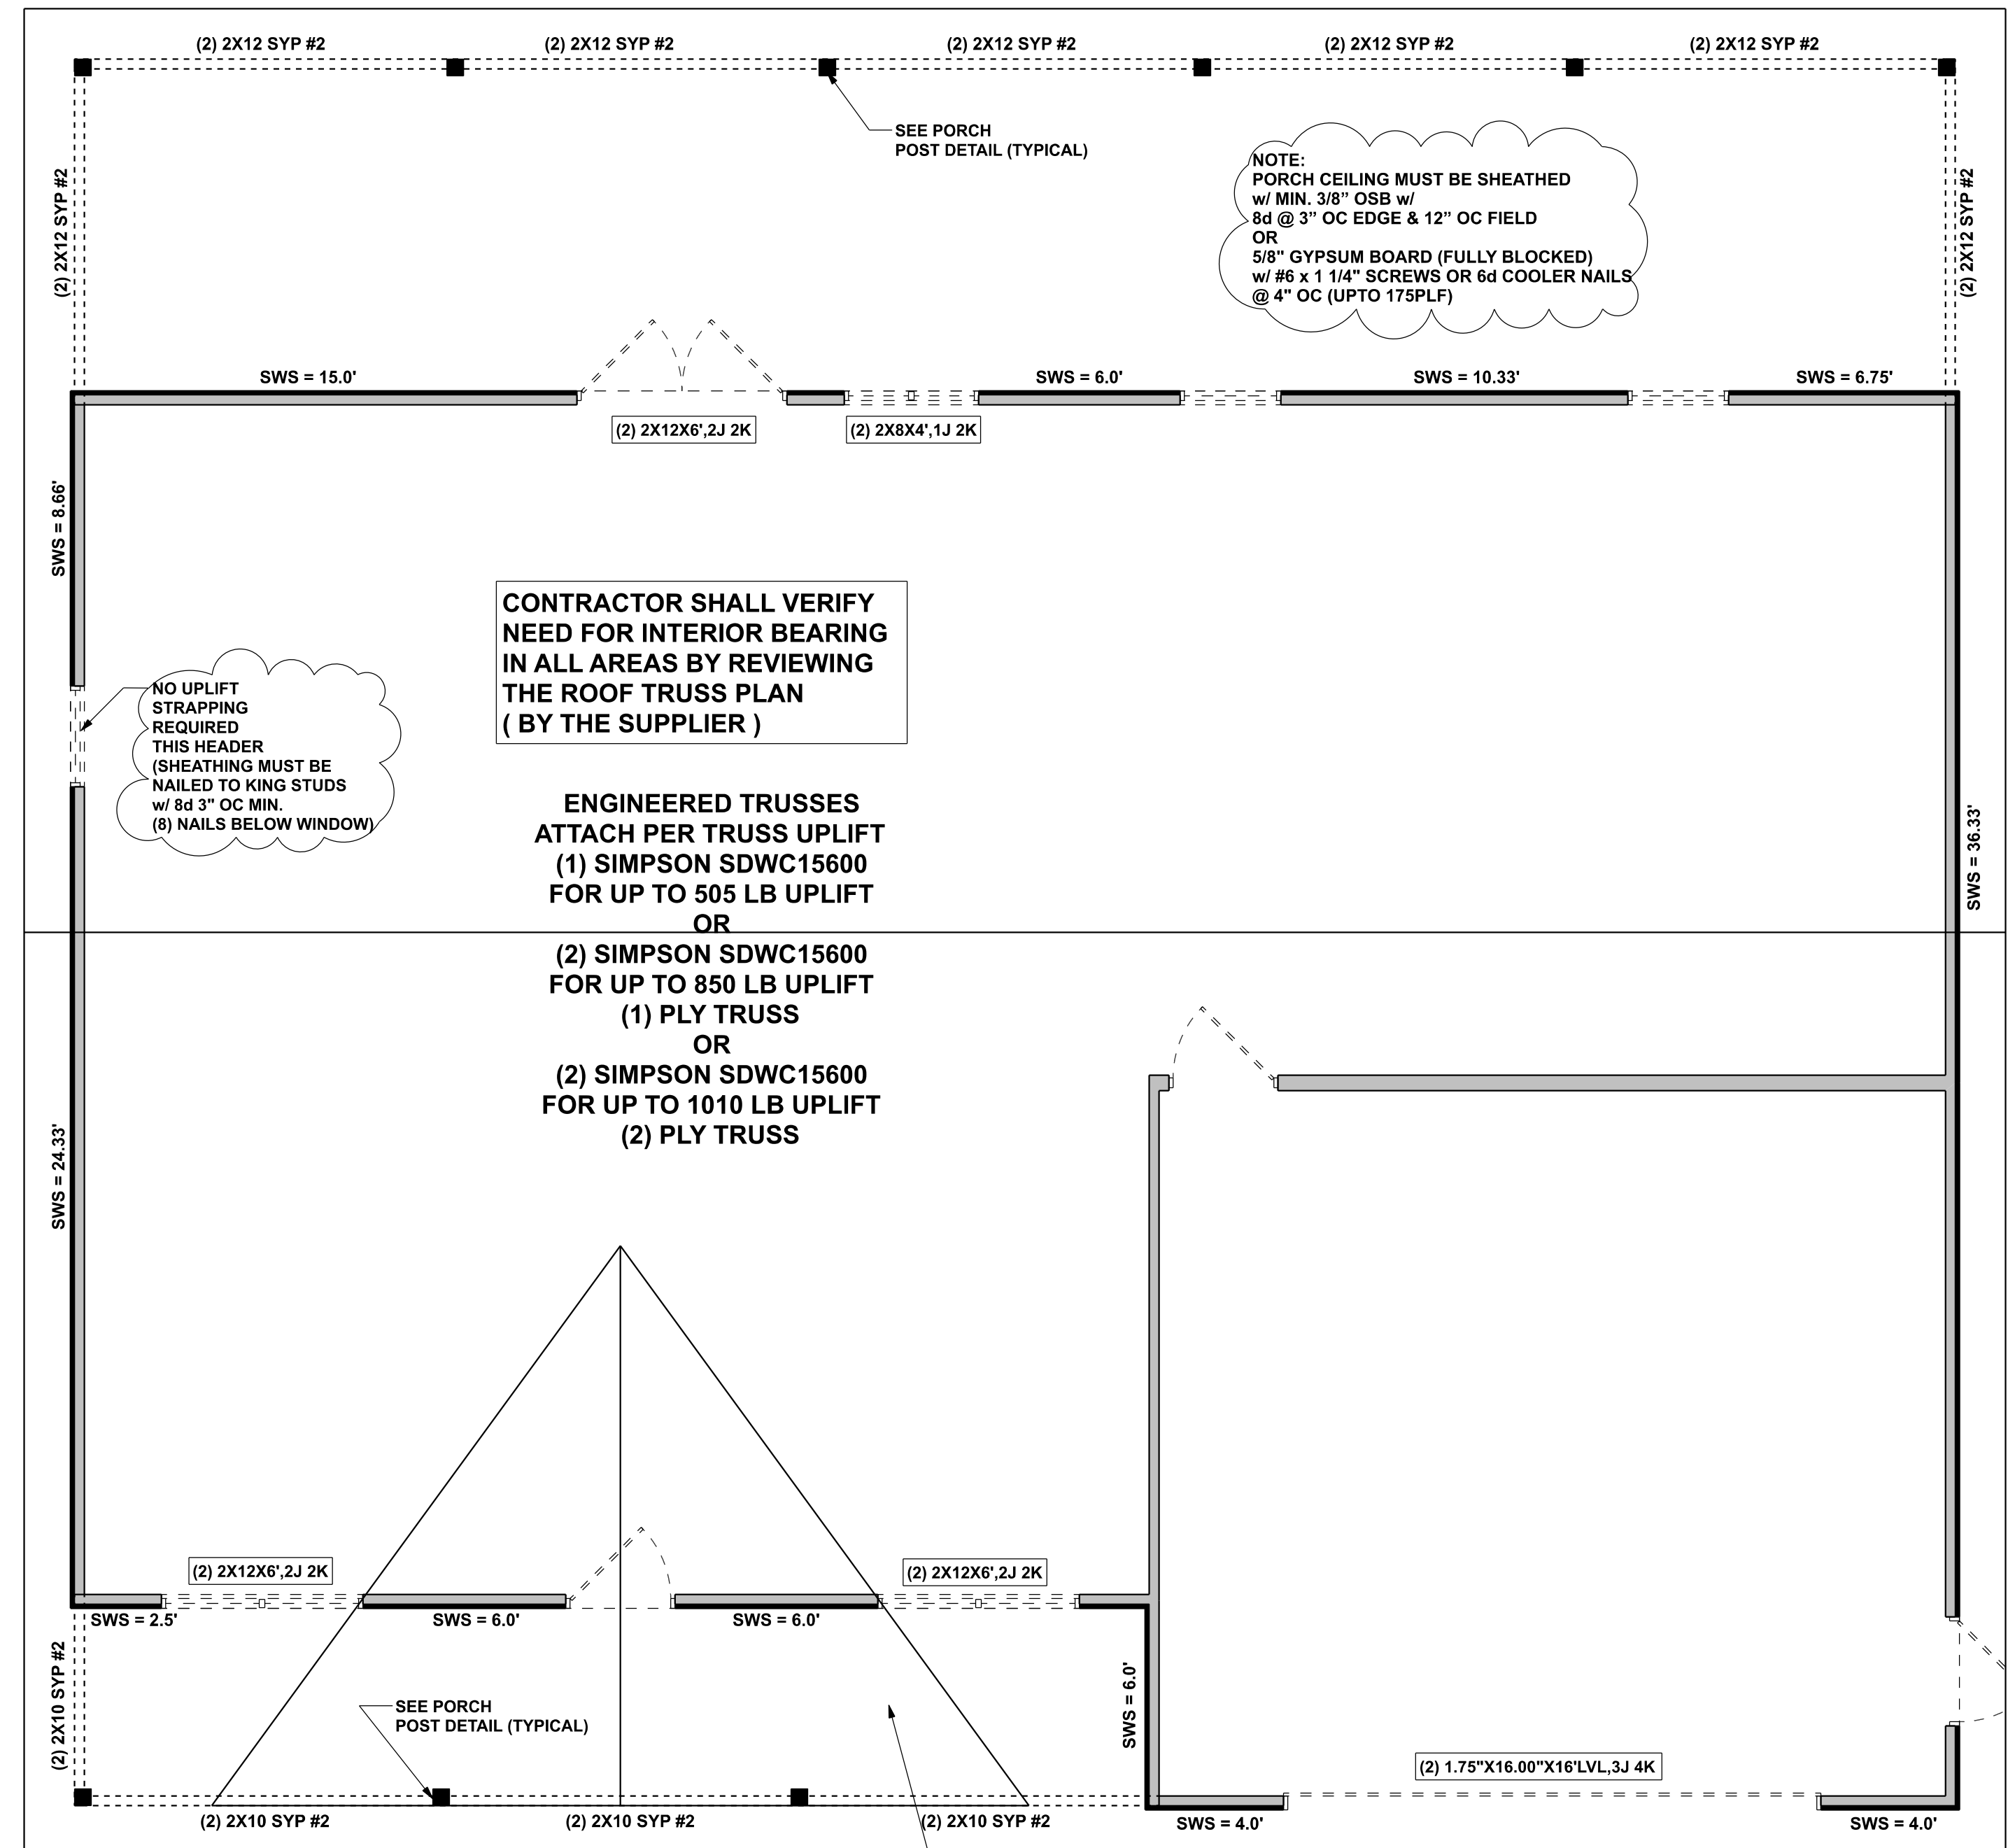 (2) 2X12 SYP #2
(2) 2X12 SYP #2
(2) 2X12 SYP #2
(2) 2X12 SYP #2
(2) 2X12 SYP #2
SEE PORCH
POST DETAIL (TYPICAL)
NOTE:
PORCH CEILING MUST BE SHEATHED
w/ MIN. 3/8” OSB w/
8d @ 3” OC EDGE & 12” OC FIELD
OR
5/8" GYPSUM BOARD (FULLY BLOCKED)
w/ #6 x 1 1/4" SCREWS OR 6d COOLER NAILS
@ 4" OC (UPTO 175PLF)
(2) 2X12 SYP #2
(2) 2X12 SYP #2
SWS = 15.0'
SWS = 6.0'
SWS = 10.33'
SWS = 6.75'
(2) 2X12X6',2J 2K
(2) 2X8X4',1J 2K
SWS = 8.66'
CONTRACTOR SHALL VERIFY
NEED FOR INTERIOR BEARING
IN ALL AREAS BY REVIEWING
THE ROOF TRUSS PLAN
( BY THE SUPPLIER )
NO UPLIFT
STRAPPING
REQUIRED
THIS HEADER
(SHEATHING MUST BE
NAILED TO KING STUDS
w/ 8d 3" OC MIN.
(8) NAILS BELOW WINDOW)
ENGINEERED TRUSSES
ATTACH PER TRUSS UPLIFT
(1) SIMPSON SDWC15600
FOR UP TO 505 LB UPLIFT
OR
(2) SIMPSON SDWC15600
FOR UP TO 850 LB UPLIFT
(1) PLY TRUSS
OR
(2) SIMPSON SDWC15600
FOR UP TO 1010 LB UPLIFT
(2) PLY TRUSS
SWS = 36.33'
SWS = 24.33'
(2) 2X12X6',2J 2K
(2) 2X12X6',2J 2K
SWS = 2.5'
SWS = 6.0'
SWS = 6.0'
(2) 2X10 SYP #2
SEE PORCH
POST DETAIL (TYPICAL)
SWS = 6.0'
(2) 1.75"X16.00"X16'LVL,3J 4K
(2) 2X10 SYP #2
(2) 2X10 SYP #2
(2) 2X10 SYP #2
SWS = 4.0'
SWS = 4.0'